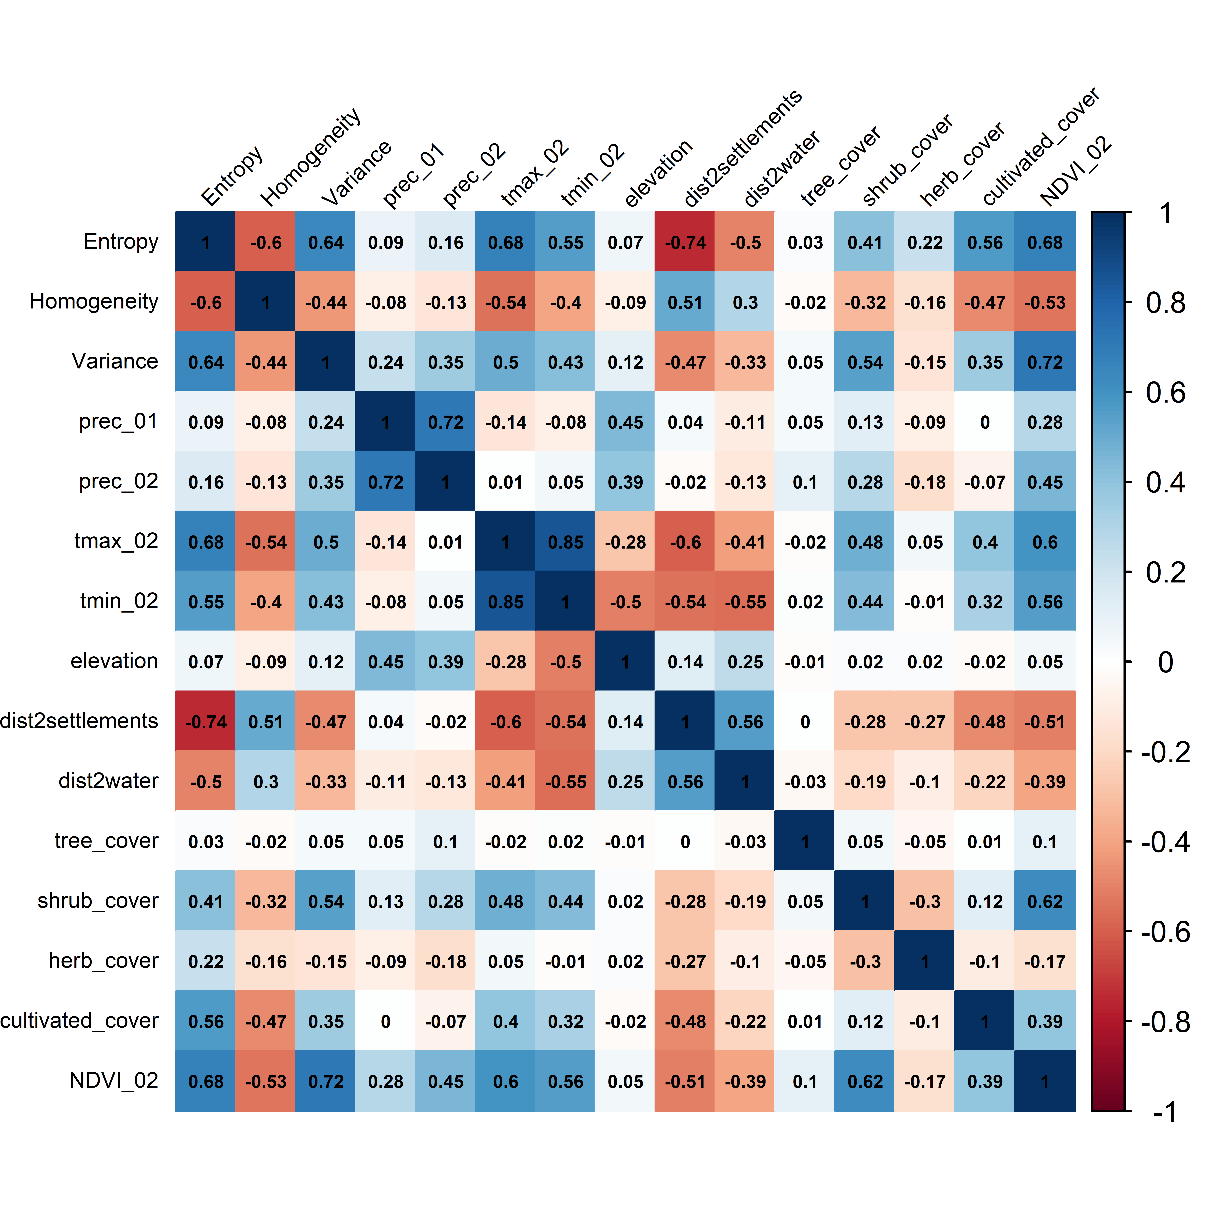 Entropy Homogeneity Variance prec_01 prec_02 tmax_02 tmin_02 elevation dist2settlements dist2water tree_cover shrub_cover herb_cover cultivated_cover NDVI_02
Entropy 1 -0.6 0.64 0.09 0.16 0.68 0.55 0.07 -0.74 -0.5 0.03 0.41 0.22 0.56 0.68
Homogeneity -0.6 1 -0.44 -0.08 -0.13 -0.54 -0.4 -0.09 0.51 0.3 -0.02 -0.32 -0.16 -0.47 -0.53
Variance 0.64 -0.44 1 0.24 0.35 0.5 0.43 0.12 -0.47 -0.33 0.05 0.54 -0.15 0.35 0.72
prec_01 0.09 -0.08 0.24 1 0.72 -0.14 -0.08 0.45 0.04 -0.11 0.05 0.13 -0.09 0 0.28
prec_02 0.16 -0.13 0.35 0.72 1 0.01 0.05 0.39 -0.02 -0.13 0.1 0.28 -0.18 -0.07 0.45
tmax_02 0.68 -0.54 0.5 -0.14 0.01 1 0.85 -0.28 -0.6 -0.41 -0.02 0.48 0.05 0.4 0.6
tmin_02 0.55 -0.4 0.43 -0.08 0.05 0.85 1 -0.5 -0.54 -0.55 0.02 0.44 -0.01 0.32 0.56
elevation 0.07 -0.09 0.12 0.45 0.39 -0.28 -0.5 1 0.14 0.25 -0.01 0.02 0.02 -0.02 0.05
dist2settlements -0.74 0.51 -0.47 0.04 -0.02 -0.6 -0.54 0.14 1 0.56 0 -0.28 -0.27 -0.48 -0.51
dist2water -0.5 0.3 -0.33 -0.11 -0.13 -0.41 -0.55 0.25 0.56 1 -0.03 -0.19 -0.1 -0.22 -0.39
tree_cover 0.03 -0.02 0.05 0.05 0.1 -0.02 0.02 -0.01 0 -0.03 1 0.05 -0.05 0.01 0.1
shrub_cover 0.41 -0.32 0.54 0.13 0.28 0.48 0.44 0.02 -0.28 -0.19 0.05 1 -0.3 0.12 0.62
herb_cover 0.22 -0.16 -0.15 -0.09 -0.18 0.05 -0.01 0.02 -0.27 -0.1 -0.05 -0.3 1 -0.1 -0.17
cultivated_cover 0.56 -0.47 0.35 0 -0.07 0.4 0.32 -0.02 -0.48 -0.22 0.01 0.12 -0.1 1 0.39
NDVI_02 0.68 -0.53 0.72 0.28 0.45 0.6 0.56 0.05 -0.51 -0.39 0.1 0.62 -0.17 0.39 1
1
0.8
0.6
0.4
0.2
0
-0.2
-0.4
-0.6
-0.8
-1